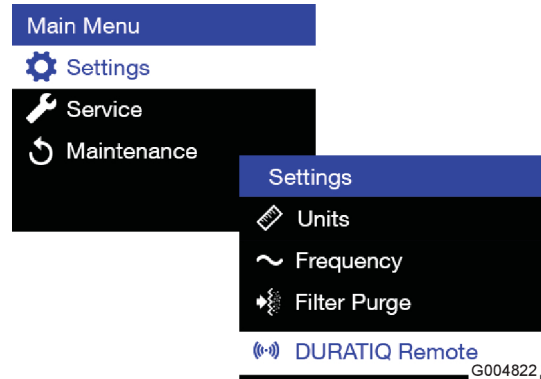 Main Menu
Settings
Service
Maintenance
Settings
Units
Frequency
Filter Purge
DURATIQ Remote
G004822